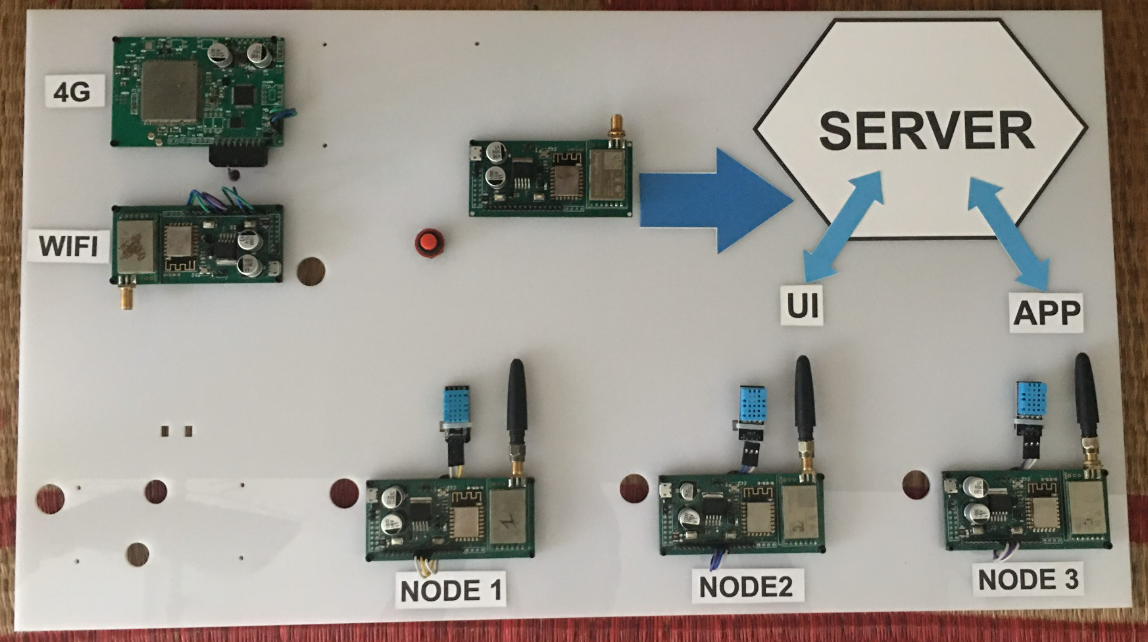 4G
SERVER
WIFI
UI
APP
NODE 1
NODE2
NODE 3